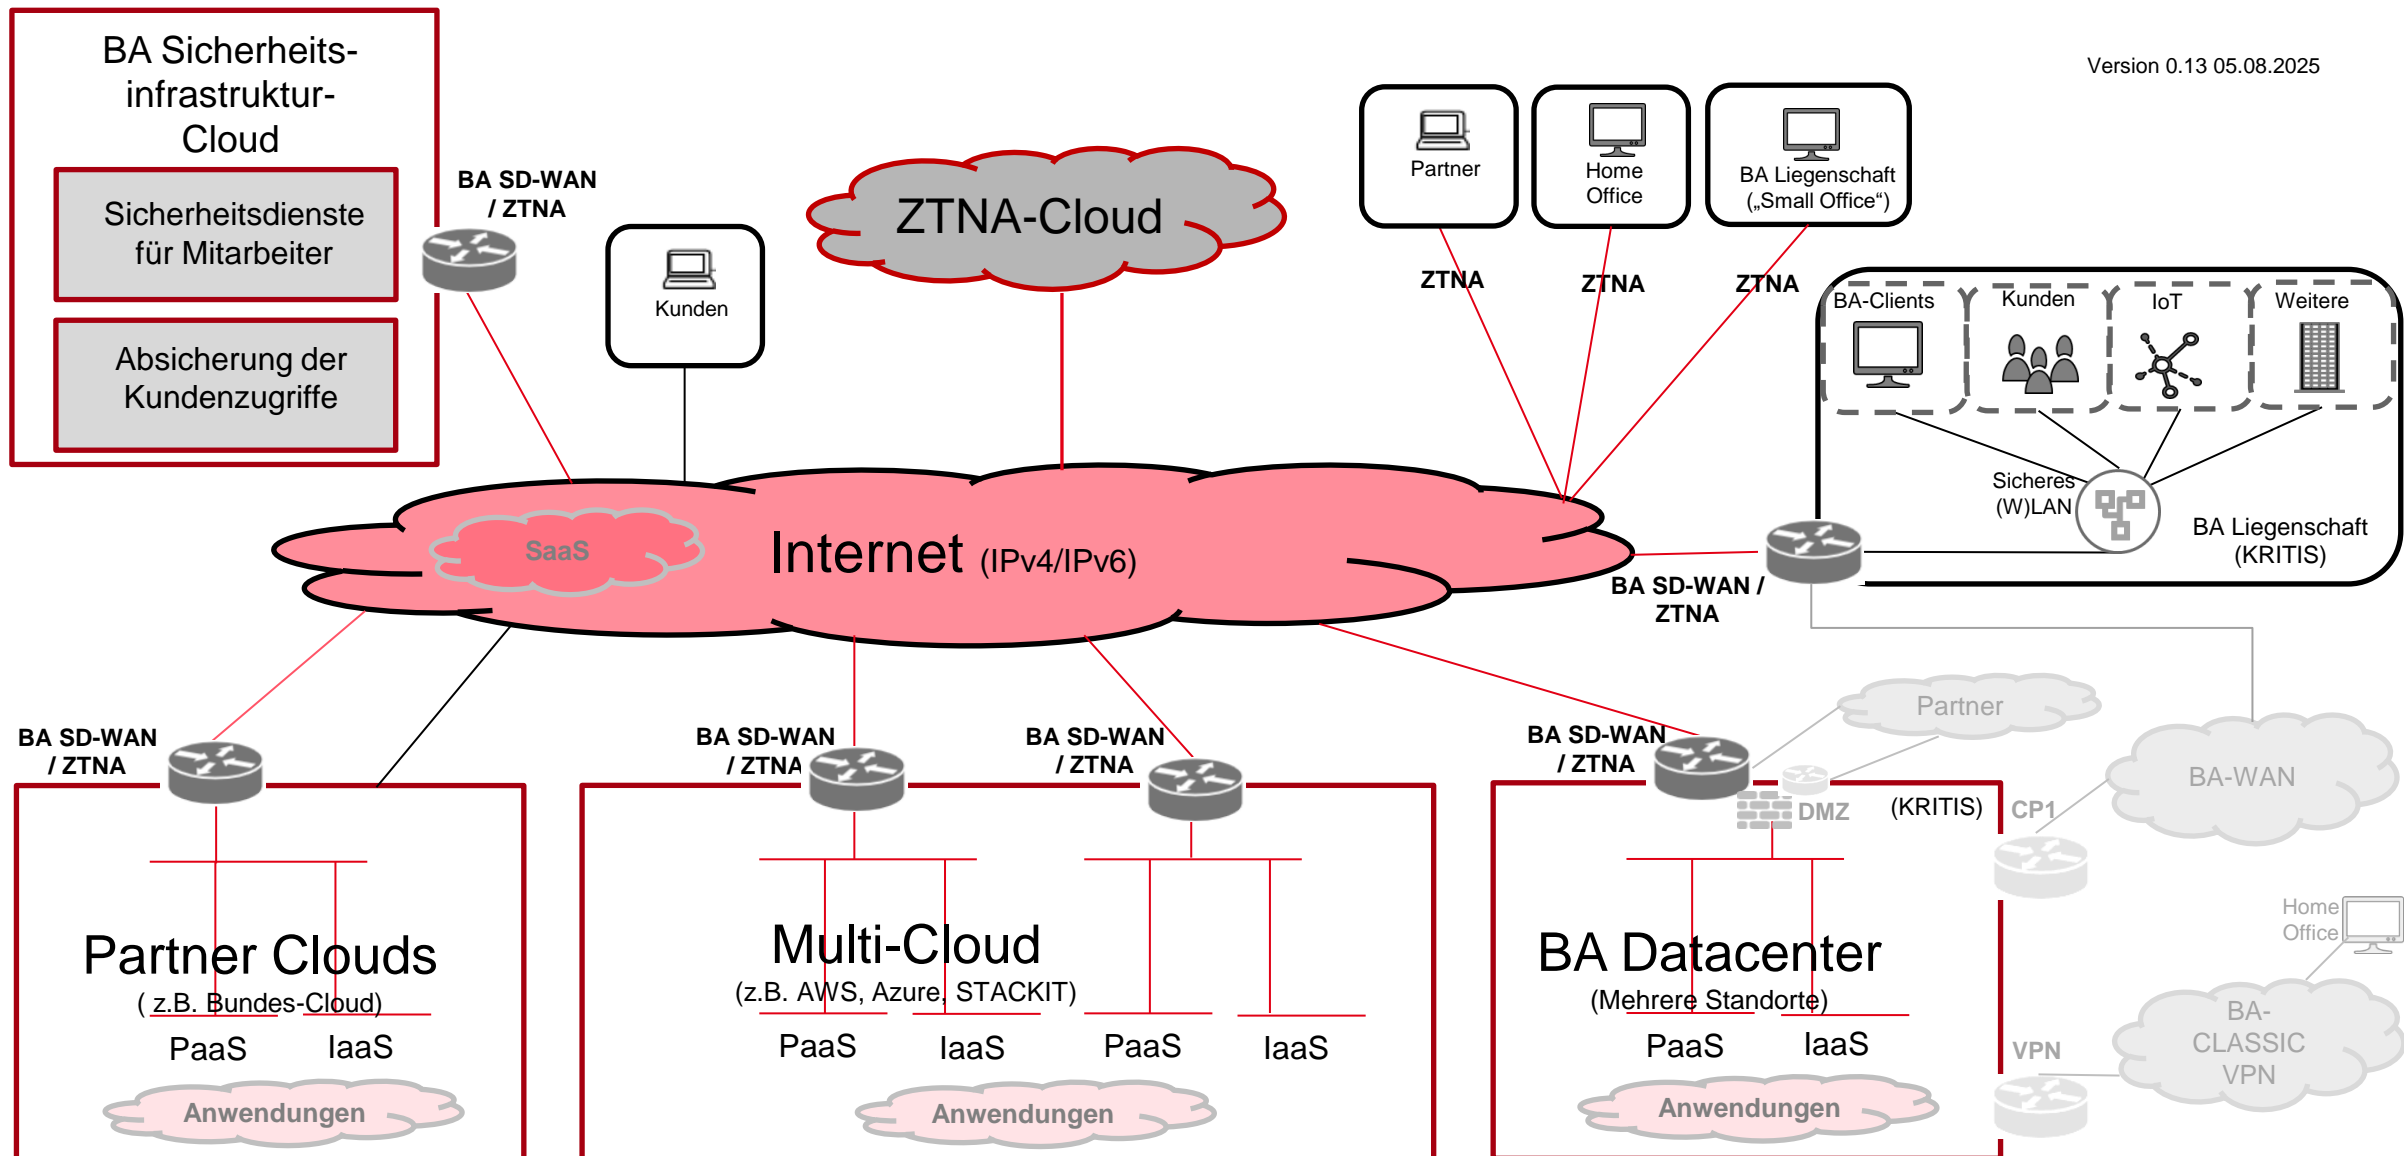 BA Sicherheits-
infrastruktur-
Cloud
Sicherheitsdienste
für Mitarbeiter
Absicherung der
Kundenzugriffe
BA SD-WAN
/ ZTNA
Kunden
ZTNA-Cloud
Version 0.13 05.08.2025
Partner
Home
Office
BA Liegenschaft
(„Small Office“)
ZTNA
ZTNA
ZTNA
BA-Clients
Kunden
IoT
Weitere
Sicheres
(W)LAN
BA Liegenschaft
(KRITIS)
SaaS
Internet (IPv4/IPv6)
BA SD-WAN /
ZTNA
BA SD-WAN
/ ZTNA
BA SD-WAN
/ ZTNA
BA SD-WAN
/ ZTNA
BA SD-WAN
/ ZTNA
Partner
BA-WAN
DMZ
(KRITIS)
CP1
Partner Clouds
( z.B. Bundes-Cloud)
PaaS
IaaS
Anwendungen
Multi-Cloud
(z.B. AWS, Azure, STACKIT)
PaaS
IaaS
PaaS
IaaS
Anwendungen
BA Datacenter
(Mehrere Standorte)
PaaS
IaaS
Anwendungen
Home
Office
BA-
CLASSIC
VPN
VPN